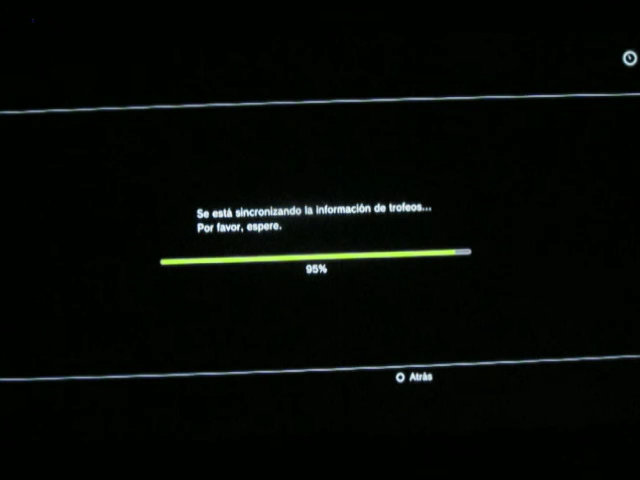 Se está sincronizando la información de trofeos...
Por favor, espere.
95%
Atrás